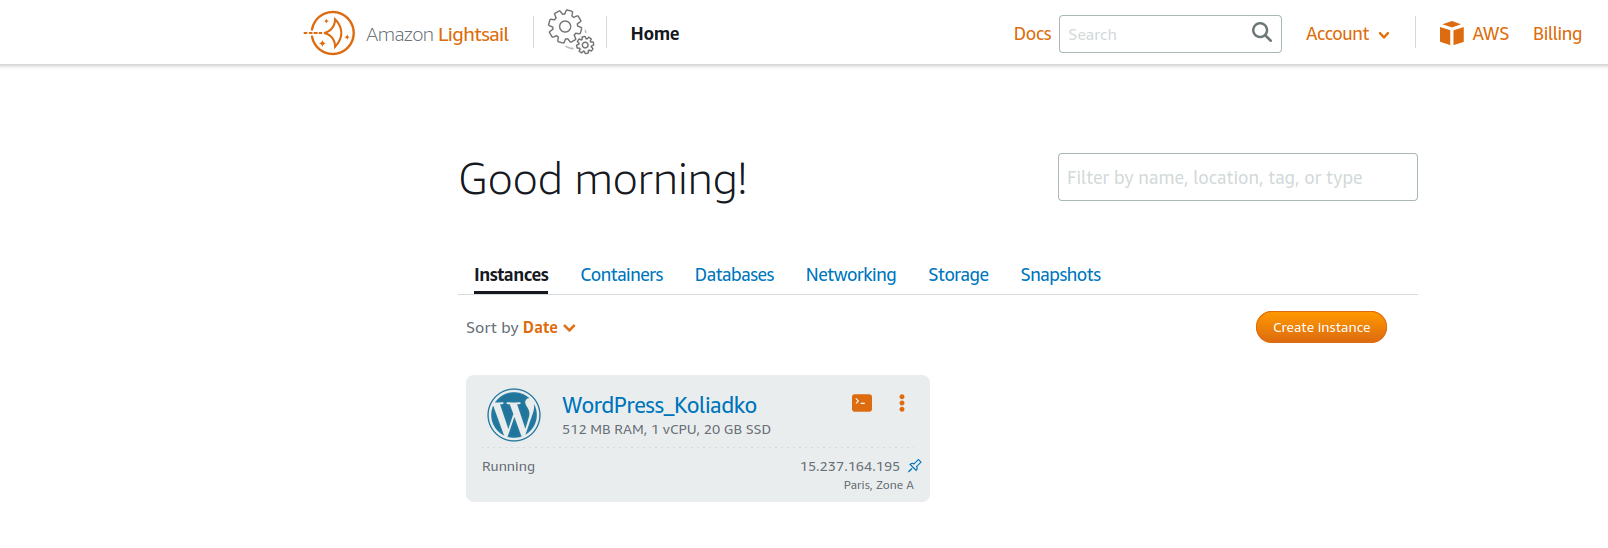 Amazon Lightsail Home Docs Search Account AWS Billing
Good morning!
Filter by name, location, tag, or type
Instances Containers Databases Networking Storage Snapshots
Sort by Date
Create instance
WordPress_Koliadko
512 MB RAM, 1 vCPU, 20 GB SSD
Running 15.237.164.195
Paris, Zone A